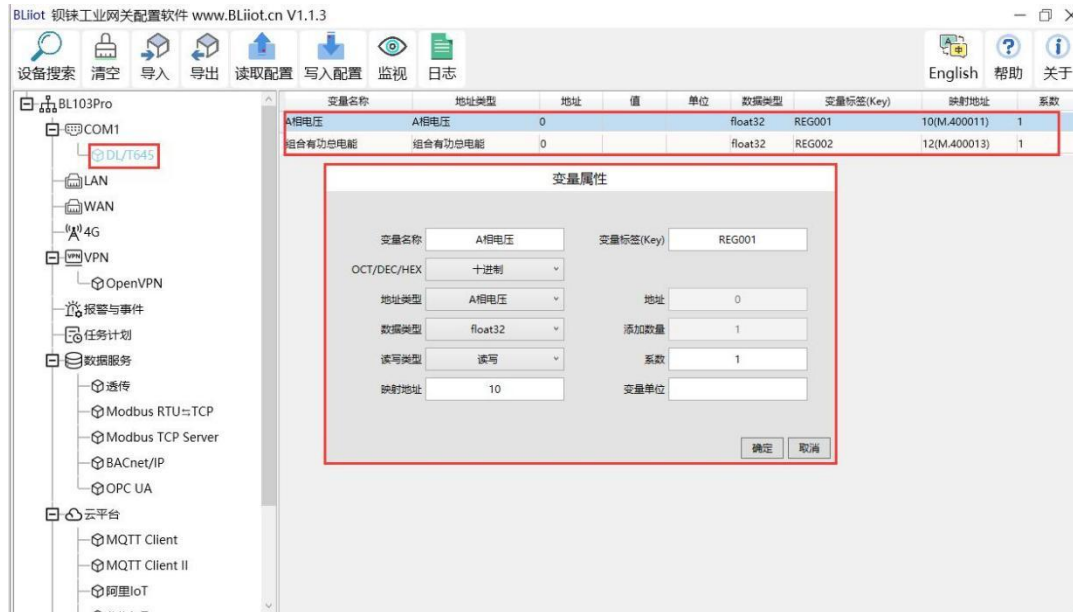 BLiiot 钡铼工业网关配置软件 www.BLiiot.cn V1.1.3
设备搜索 清空 导入 导出 读取配置 写入配置 监视 日志 English 帮助 关于
BL103Pro
COM1
DL/T645
LAN
WAN
4G
VPN VPN
OpenVPN
报警与事件
任务计划
数据服务
透传
Modbus RTU⇆TCP
Modbus TCP Server
BACnet/IP
OPC UA
云平台
MQTT Client
MQTT Client II
阿里IoT
变量名称 地址类型 地址 值 单位 数据类型 变量标签(Key) 映射地址 系数
A相电压 A相电压 0 float32 REG001 10(M.400011) 1
组合有功总电能 组合有功总电能 0 float32 REG002 12(M.400013) 1
变量属性
变量名称 A相电压 变量标签(Key) REG001
OCT/DEC/HEX 十进制
地址类型 A相电压 地址 0
数据类型 float32 添加数量 1
读写类型 读写 系数 1
映射地址 10 变量单位
确定 取消